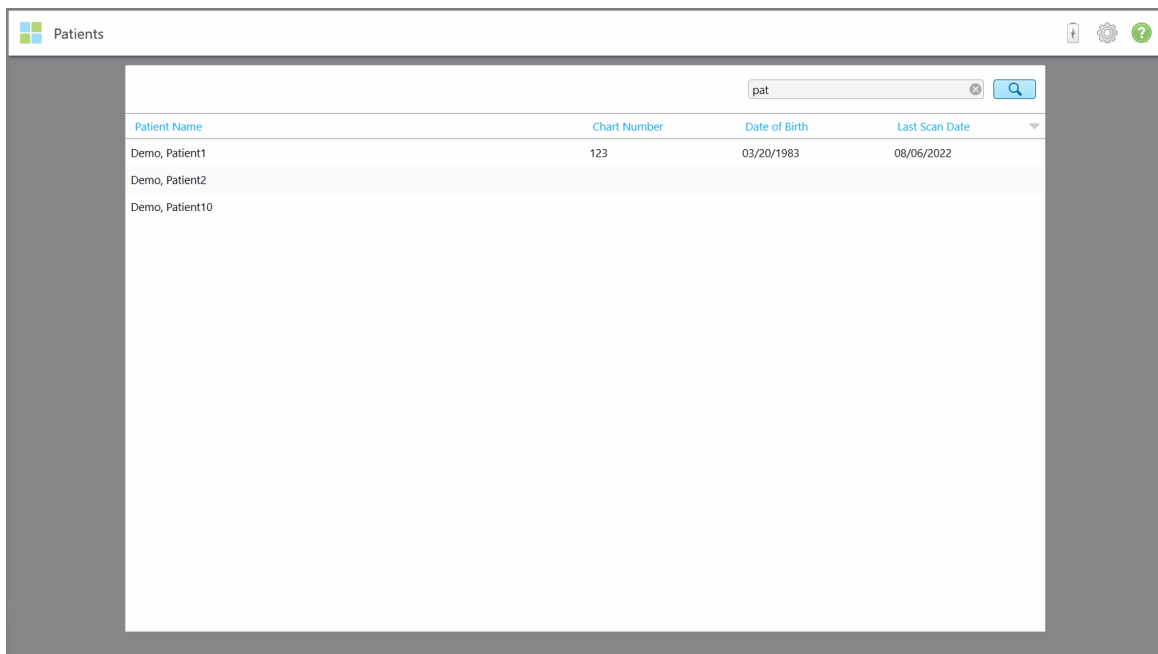 Patients
?
pat
Patient Name Chart Number Date of Birth Last Scan Date
Demo, Patient1 123 03/20/1983 08/06/2022
Demo, Patient2
Demo, Patient10